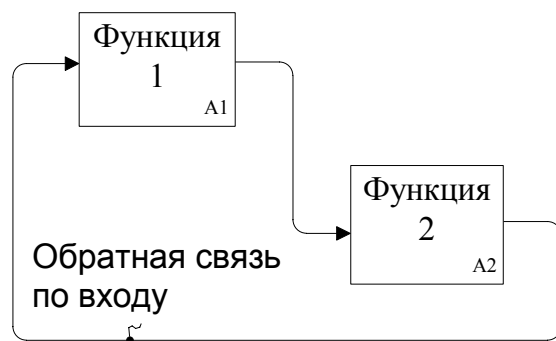 Функция
1
A1
Функция
2
A2
Обратная связь
по входу